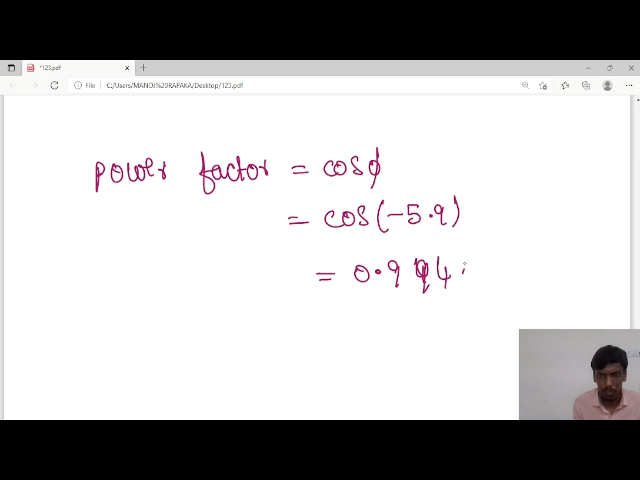 *123.pdf
File C:/Users/MANOJ%20RAPAKA/Desktop/123.pdf
power factor = cosϕ
= cos(-5.9)
= 0.994